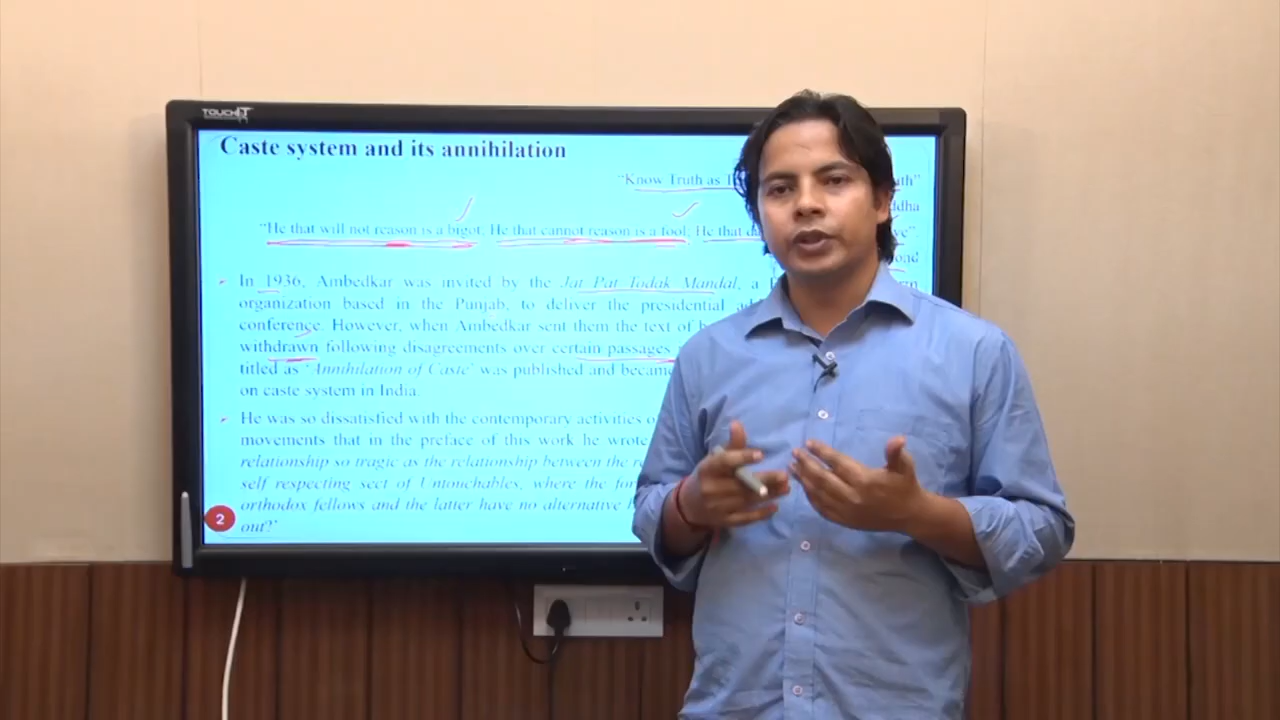 TOUCHIT
Caste system and its annihilation
"Know Truth as
ddha
"He that will not reason is a bigot; He that cannot reason is a fool; He that
In 1936, Ambedkar was invited by the Jat Pat Todak Mandal, a
organization based in the Punjab, to deliver the presidential
conference. However, when Ambedkar sent them the text of
withdrawn following disagreements over certain passages
titled as 'Annihilation of Caste' was published and became
on caste system in India.
He was so dissatisfied with the contemporary activities
movements that in the preface of this work he wrote
relationship so tragic as the relationship between the
self respecting sect of Untouchables, where the
orthodox fellows and the latter have no alternative
out?'
2